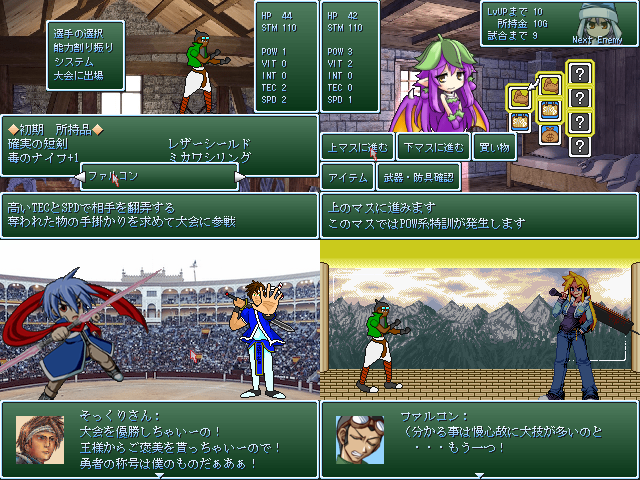 選手の選択
能力割り振り
システム
大会に出場
HP 44
STM 110
POW 1
VIT 0
INT 0
TEC 2
SPD 2
◆初期 所持品◆
確実の短剣
レザーシールド
毒のナイフ+1
ミカワシリング
ファルコン
高いTECとSPDで相手を翻弄する
奪われた物の手掛かりを求めて大会に参戦
HP 42
STM 110
POW 3
VIT 2
INT 0
TEC 2
SPD 1
LvUPまで 10
所持金 10G
試合まで 9
Next Enemy
?
?
?
?
上マスに進む
下マスに進む
買い物
アイテム
武器・防具確認
上のマスに進みます
このマスではPOW系特訓が発生します
そっくりさん:
大会を優勝しちゃいーの!
王様からご褒美を貰っちゃいーので!
勇者の称号は僕のものだぁあぁ!
ファルコン:
(分かる事は慢心故に大技が多いのと
・・・もう一つ!